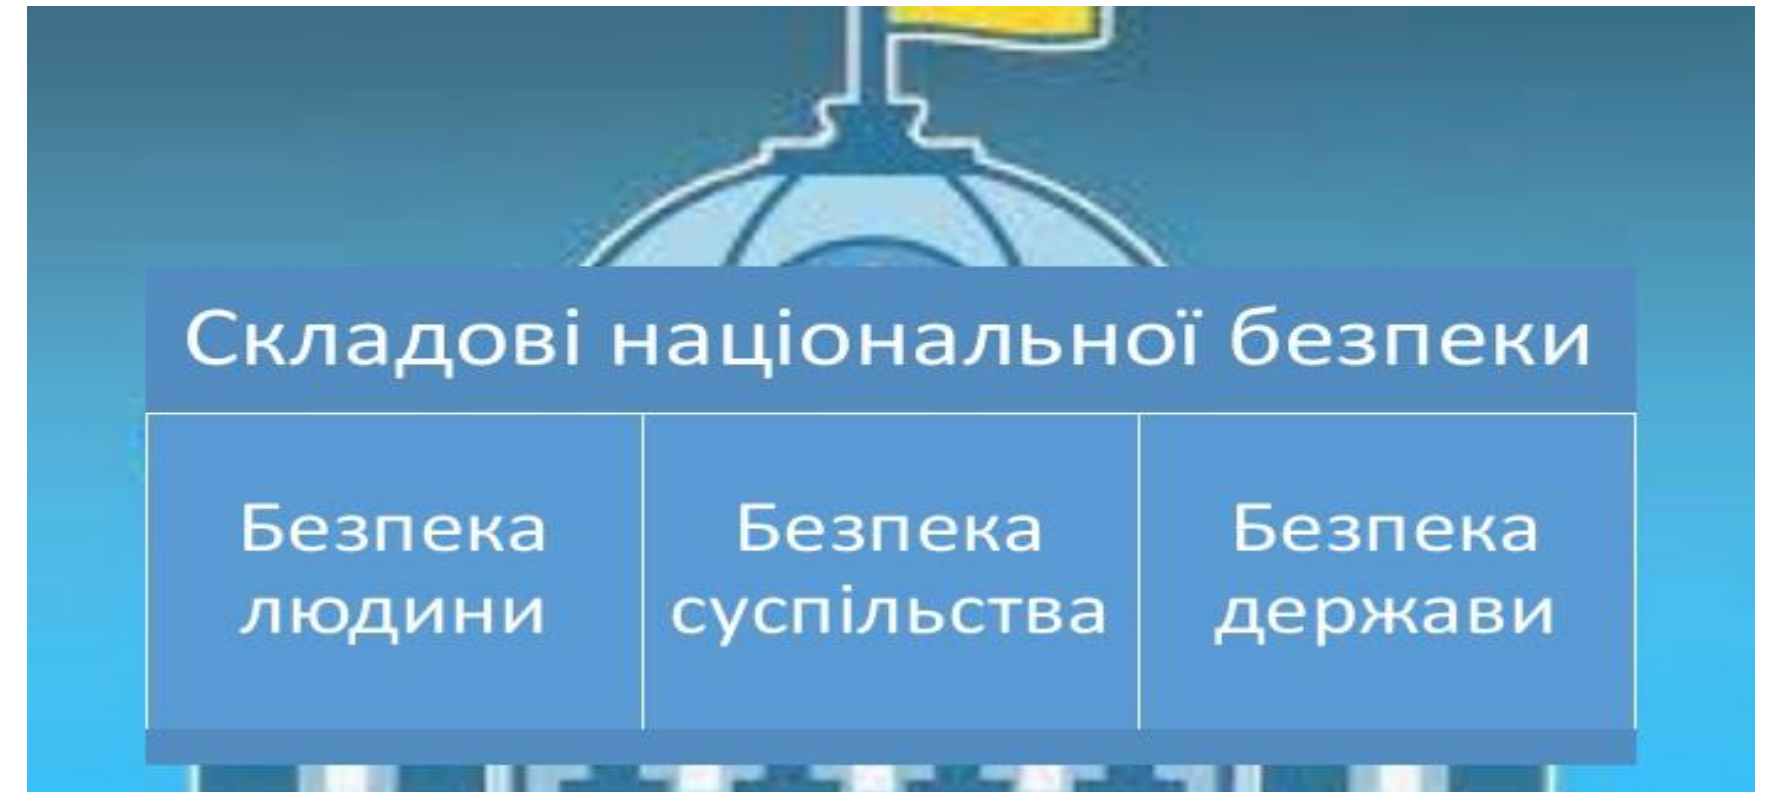 Складові національної безпеки
Безпека
людини
Безпека
суспільства
Безпека
держави